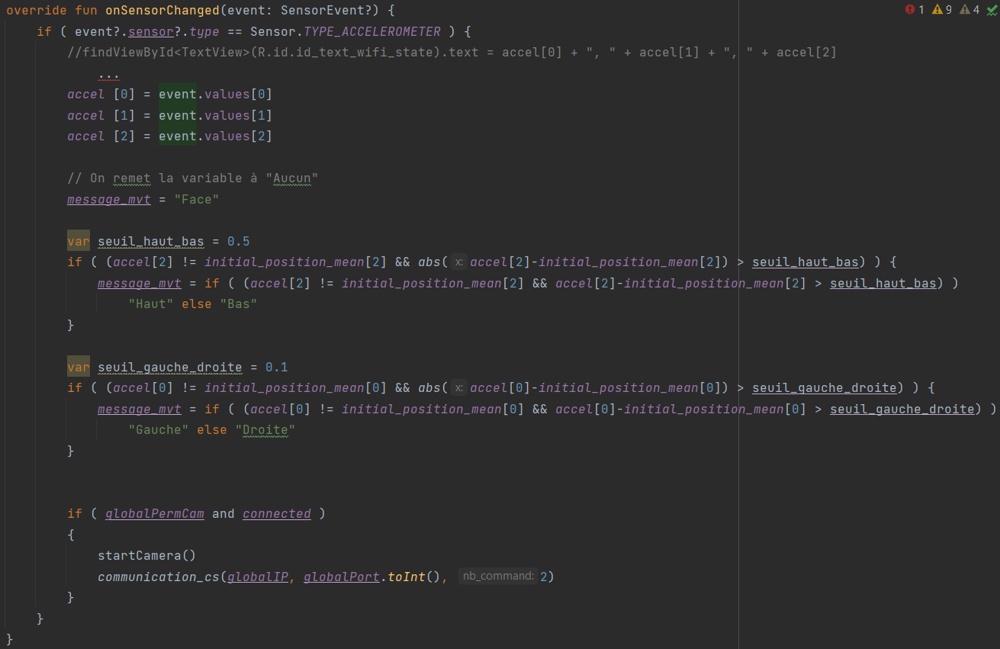 override fun onSensorChanged(event: SensorEvent?) { 1 9 4
    if ( event?.sensor?.type == Sensor.TYPE_ACCELEROMETER ) {
        //findViewById<TextView>(R.id.id_text_wifi_state).text = accel[0] + ", " + accel[1] + ", " + accel[2]
            ...
        accel [0] = event.values[0]
        accel [1] = event.values[1]
        accel [2] = event.values[2]

        // On remet la variable à "Aucun"
        message_mvt = "Face"

        var seuil_haut_bas = 0.5
        if ( (accel[2] != initial_position_mean[2] && abs( x: accel[2]-initial_position_mean[2]) > seuil_haut_bas) ) {
            message_mvt = if ( (accel[2] != initial_position_mean[2] && accel[2]-initial_position_mean[2] > seuil_haut_bas) )
                "Haut" else "Bas"
        }

        var seuil_gauche_droite = 0.1
        if ( (accel[0] != initial_position_mean[0] && abs( x: accel[0]-initial_position_mean[0]) > seuil_gauche_droite) ) {
            message_mvt = if ( (accel[0] != initial_position_mean[0] && accel[0]-initial_position_mean[0] > seuil_gauche_droite) )
                "Gauche" else "Droite"
        }

        if ( globalPermCam and connected )
        {
            startCamera()
            communication_cs(globalIP, globalPort.toInt(), nb_command: 2)
        }
    }
}